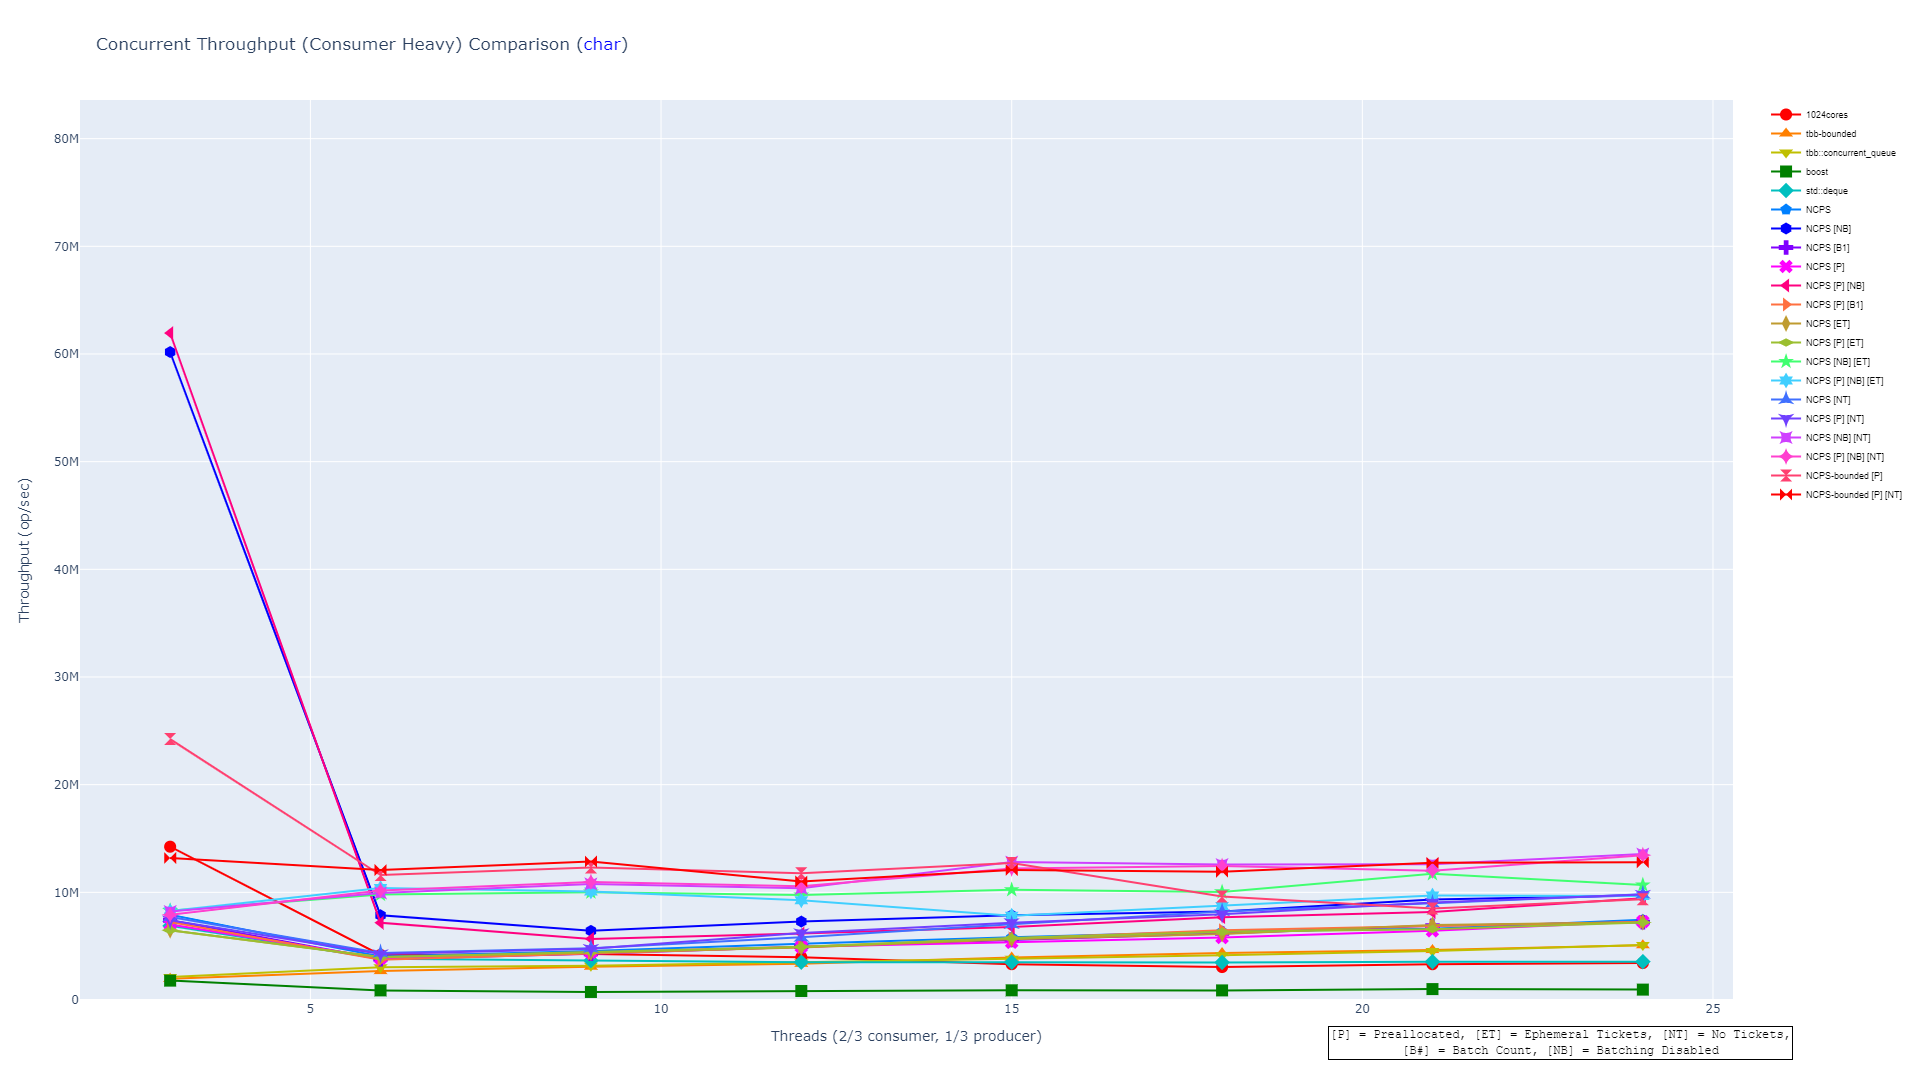 Concurrent Throughput (Consumer Heavy) Comparison (char)
80M
70M
60M
50M
40M
30M
20M
10M
0
Throughput (op/sec)
5
10
15
20
25
Threads (2/3 consumer, 1/3 producer)
1024cores
tbb-bounded
tbb::concurrent_queue
boost
std::deque
NCPS
NCPS [NB]
NCPS [B1]
NCPS [P]
NCPS [P] [NB]
NCPS [P] [B1]
NCPS [ET]
NCPS [P] [ET]
NCPS [NB] [ET]
NCPS [P] [NB] [ET]
NCPS [NT]
NCPS [P] [NT]
NCPS [NB] [NT]
NCPS [P] [NB] [NT]
NCPS-bounded [P]
NCPS-bounded [P] [NT]
[P] = Preallocated, [ET] = Ephemeral Tickets, [NT] = No Tickets,
[B#] = Batch Count, [NB] = Batching Disabled